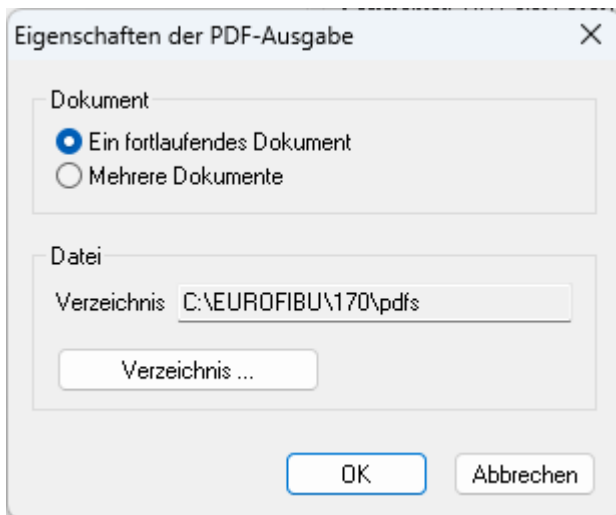 Eigenschaften der PDF-Ausgabe
Dokument
Ein fortlaufendes Dokument
Mehrere Dokumente
Datei
Verzeichnis C:\EUROFIBU\170\pdfs
Verzeichnis ...
OK Abbrechen